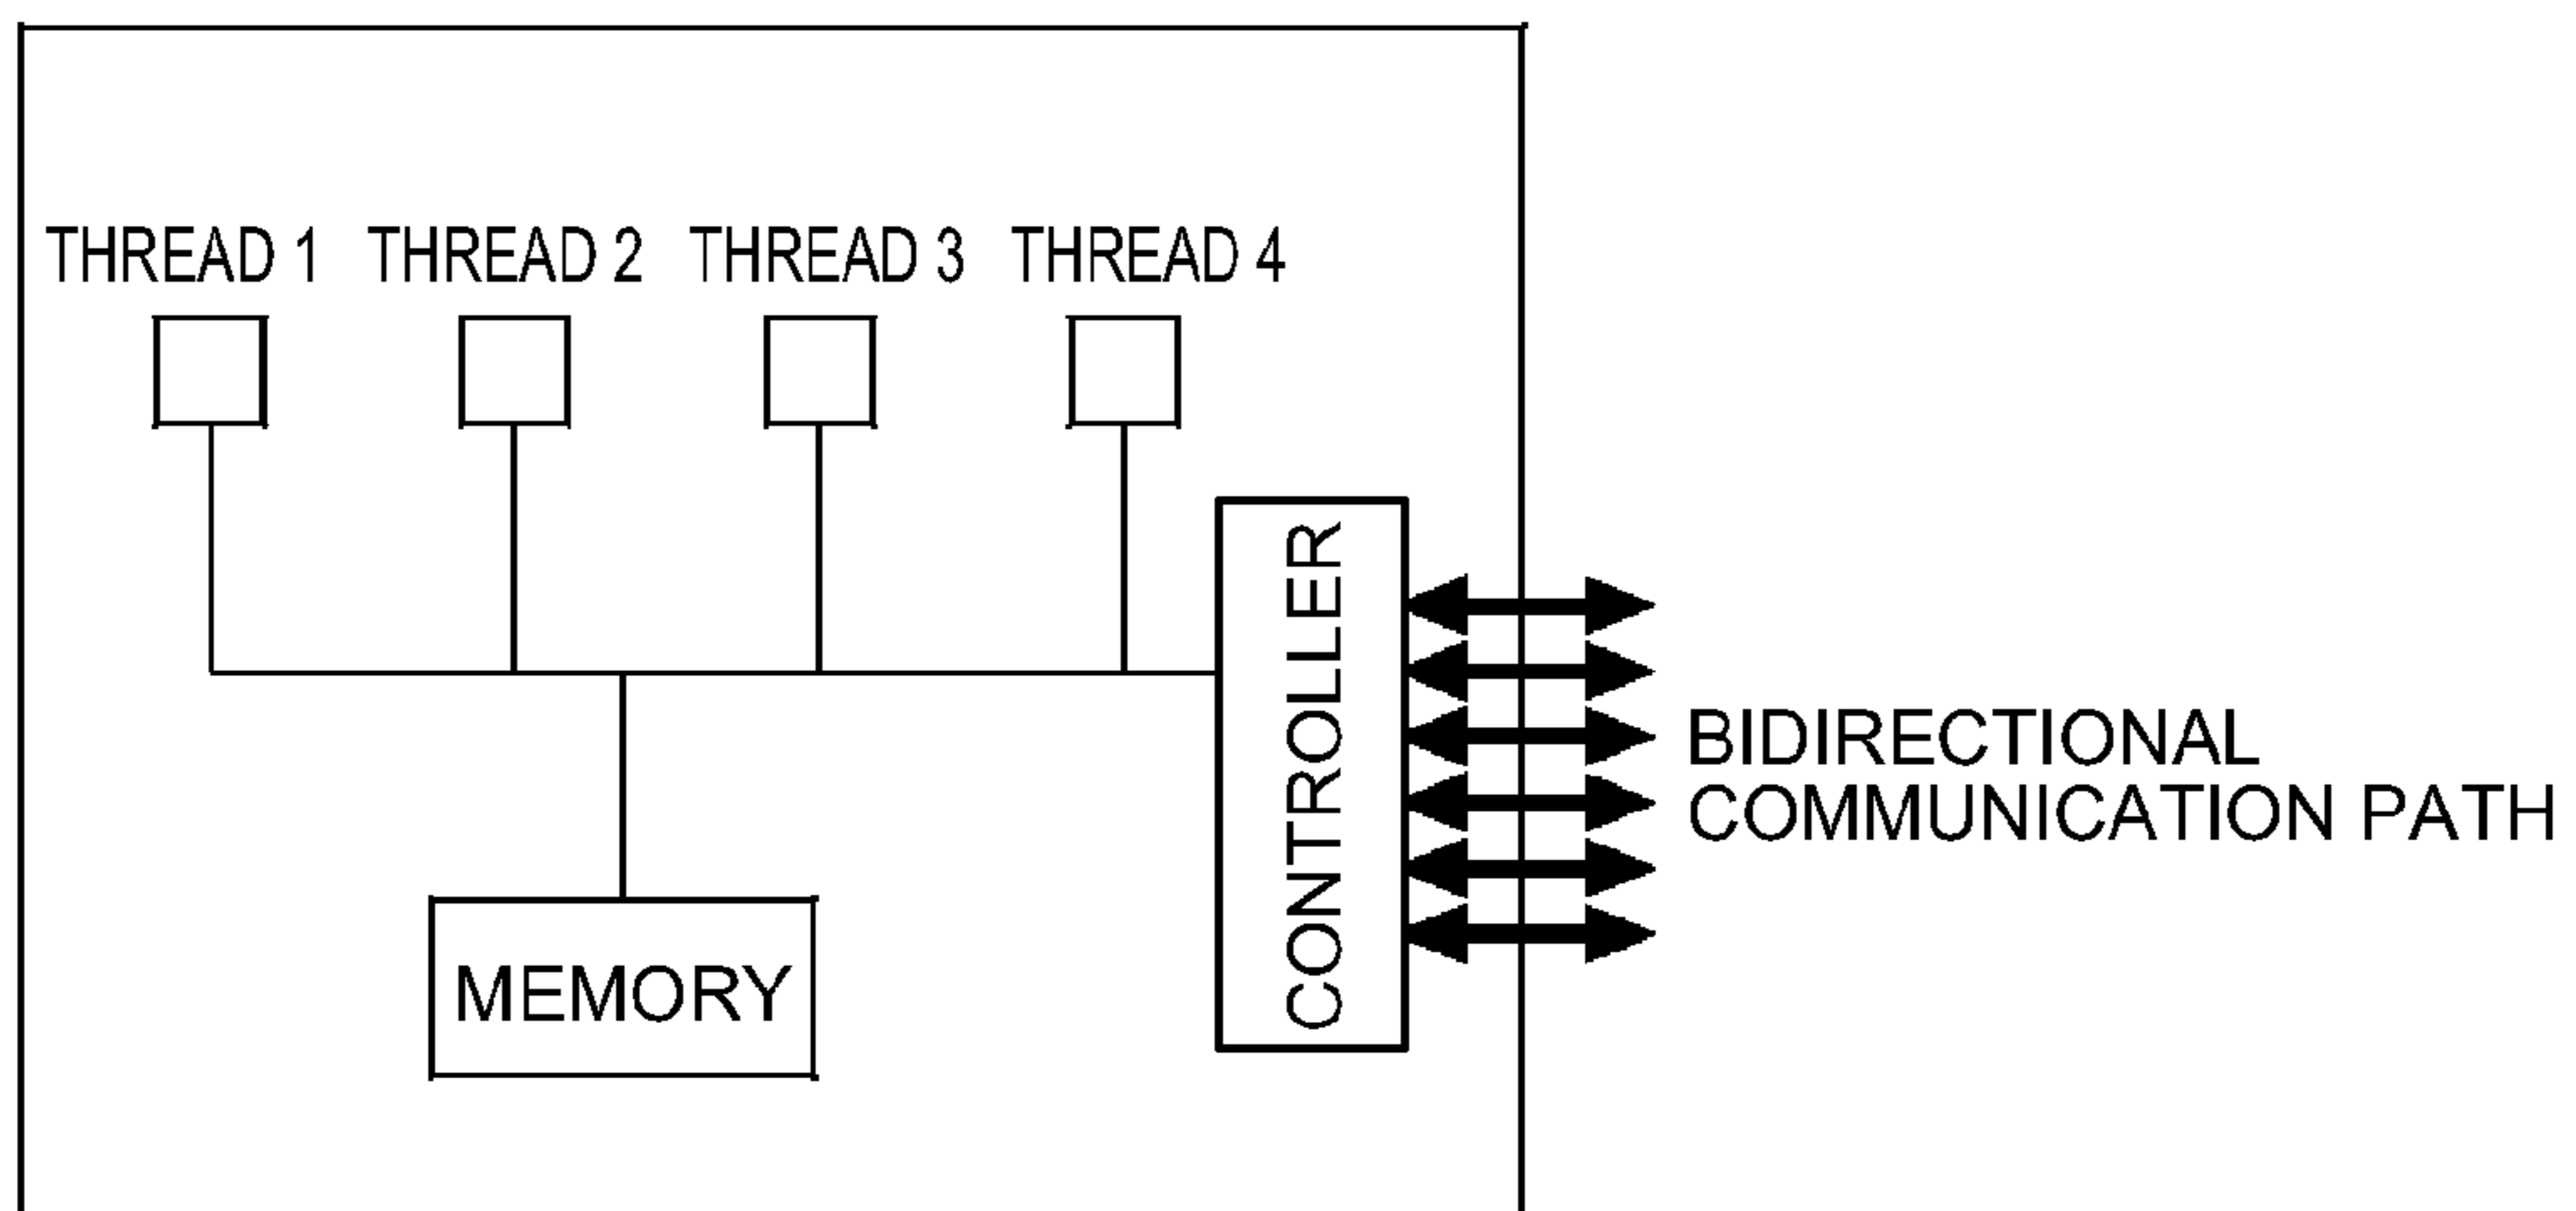 THREAD 1 THREAD 2 THREAD 3 THREAD 4
CONTROLLER
BIDIRECTIONAL
COMMUNICATION PATH
MEMORY